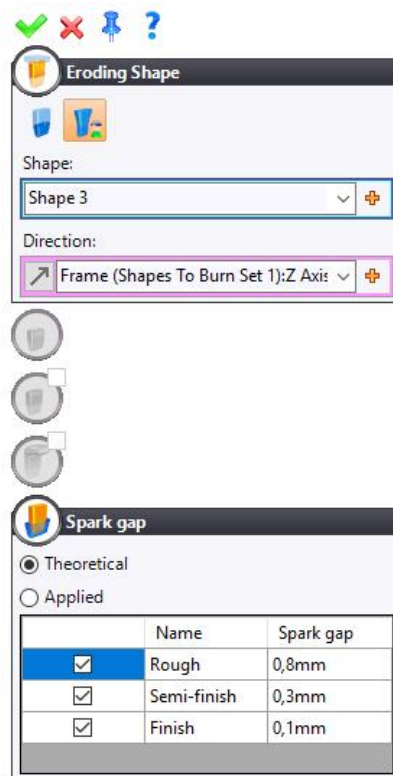 ?
Eroding Shape
Shape:
Shape 3
Direction:
Frame (Shapes To Burn Set 1):Z Axis
Spark gap
Theoretical
Applied
Name Spark gap
Rough 0,8mm
Semi-finish 0,3mm
Finish 0,1mm